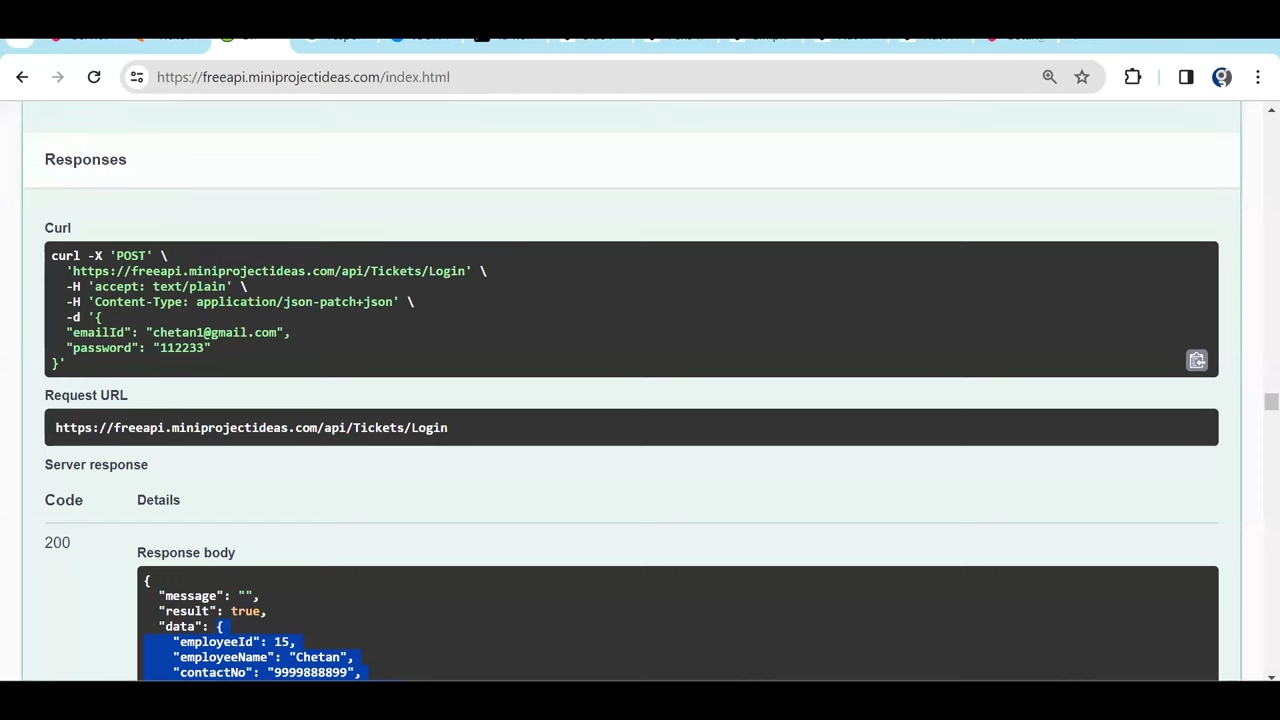 https://freeapi.miniprojectideas.com/index.html
Responses
Curl
curl -X 'POST' \
'https://freeapi.miniprojectideas.com/api/Tickets/Login' \
-H 'accept: text/plain' \
-H 'Content-Type: application/json-patch+json' \
-d '{
"emailId": "chetan1@gmail.com",
"password": "112233"
}'
Request URL
https://freeapi.miniprojectideas.com/api/Tickets/Login
Server response
Code Details
200
Response body
{
"message": "",
"result": true,
"data": {
"employeeId": 15,
"employeeName": "Chetan",
"contactNo": "9999888899",